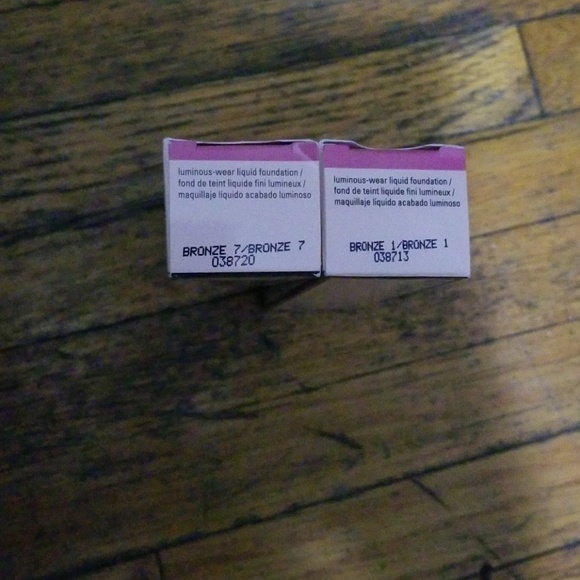 luminous-wear liquid foundation /
fond de teint liquide fini lumineux /
maquillaje líquido acabado luminoso
BRONZE 7/BRONZE 7
038720
luminous-wear liquid foundation /
fond de teint liquide fini lumineux /
maquillaje líquido acabado luminoso
BRONZE 1/BRONZE 1
038713